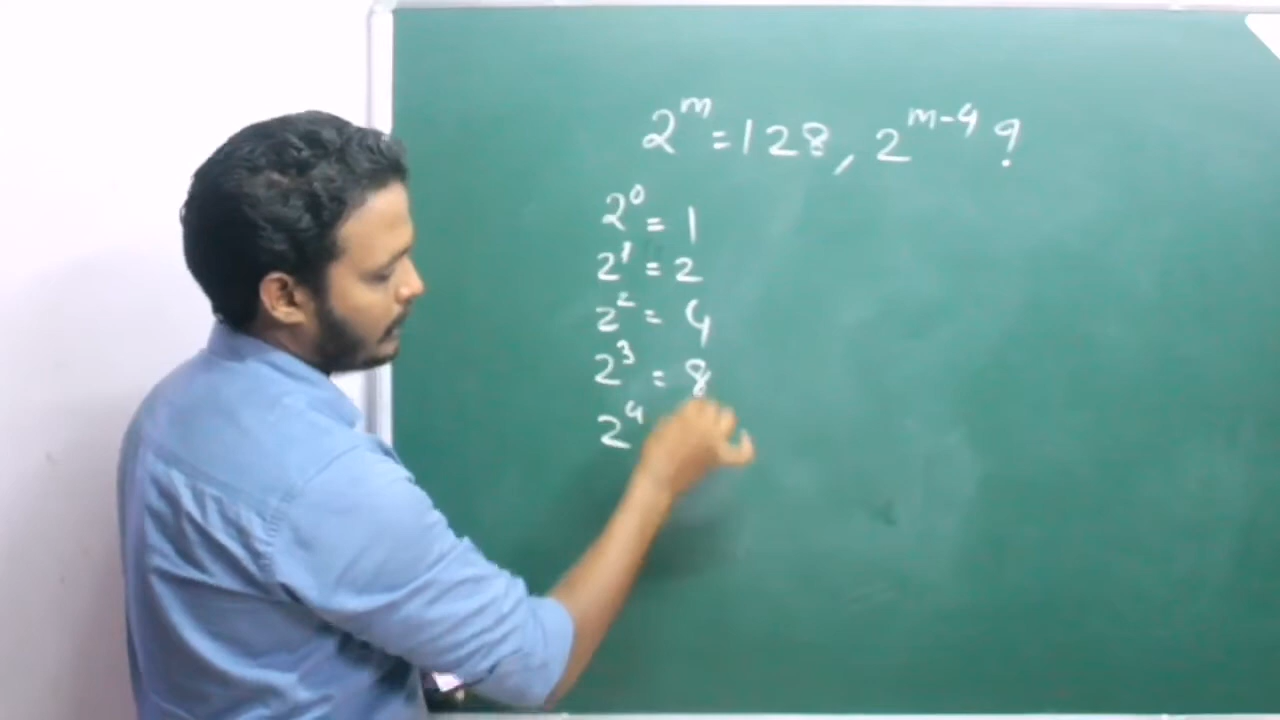 2^m = 128, 2^m-4 ?
2^0 = 1
2^1 = 2
2^2 = 4
2^3 = 8
2^4